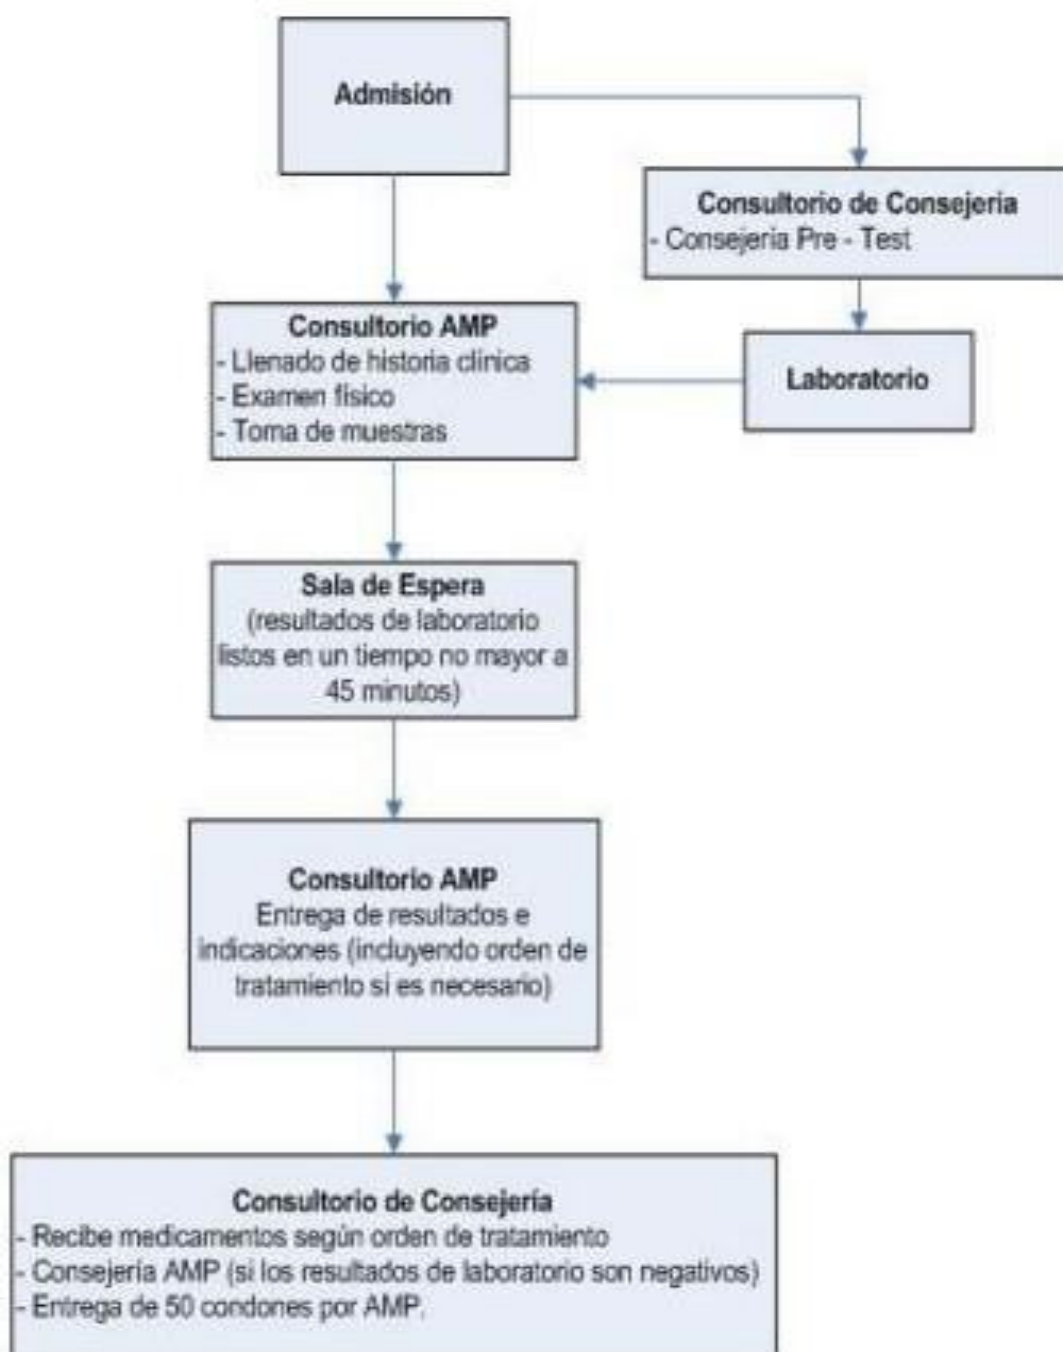 Admisión
Consultorio de Consejeria
- Consejería Pre - Test
Consultorio AMP
- Llenado de historia clínica
- Examen físico
- Toma de muestras
Laboratorio
Sala de Espera
(resultados de laboratorio
listos en un tiempo no mayor a
45 minutos)
Consultorio AMP
Entrega de resultados e
indicaciones (incluyendo orden de
tratamiento si es necesario)
Consultorio de Consejería
- Recibe medicamentos según orden de tratamiento
- Consejería AMP (si los resultados de laboratorio son negativos)
- Entrega de 50 condones por AMP.